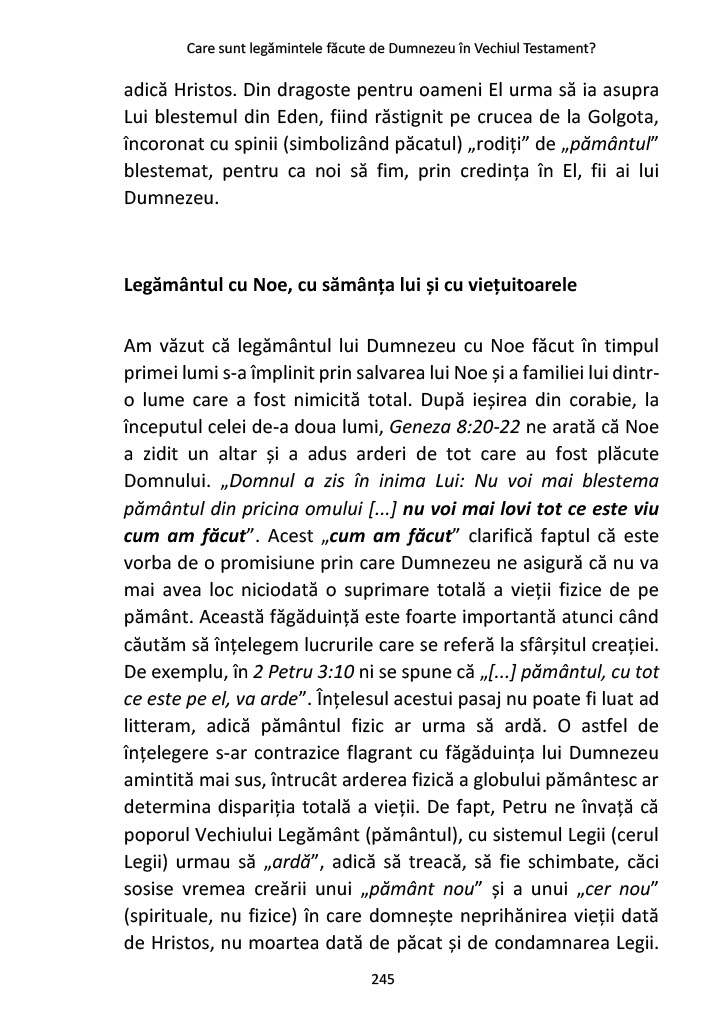 Care sunt legămintele făcute de Dumnezeu în Vechiul Testament?
adică Hristos. Din dragoste pentru oameni El urma să ia asupra
Lui blestemul din Eden, fiind răstignit pe crucea de la Golgota,
încoronat cu spinii (simbolizând păcatul) „rodiți” de „pământul”
blestemat, pentru ca noi să fim, prin credința în El, fii ai lui
Dumnezeu.
Legământul cu Noe, cu sămânța lui și cu viețuitoarele
Am văzut că legământul lui Dumnezeu cu Noe făcut în timpul
primei lumi s-a împlinit prin salvarea lui Noe și a familiei lui dintr-
o lume care a fost nimicită total. După ieșirea din corabie, la
începutul celei de-a doua lumi, Geneza 8:20-22 ne arată că Noe
a zidit un altar și a adus arderi de tot care au fost plăcute
Domnului. „Domnul a zis în inima Lui: Nu voi mai blestema
pământul din pricina omului [...] nu voi mai lovi tot ce este viu
cum am făcut”. Acest „cum am făcut” clarifică faptul că este
vorba de o promisiune prin care Dumnezeu ne asigură că nu va
mai avea loc niciodată o suprimare totală a vieții fizice de pe
pământ. Această făgăduință este foarte importantă atunci când
căutăm să înțelegem lucrurile care se referă la sfârșitul creației.
De exemplu, în 2 Petru 3:10 ni se spune că „[...] pământul, cu tot
ce este pe el, va arde”. Înțelesul acestui pasaj nu poate fi luat ad
litteram, adică pământul fizic ar urma să ardă. O astfel de
înțelegere s-ar contrazice flagrant cu făgăduința lui Dumnezeu
amintită mai sus, întrucât arderea fizică a globului pământesc ar
determina dispariția totală a vieții. De fapt, Petru ne învață că
poporul Vechiului Legământ (pământul), cu sistemul Legii (cerul
Legii) urmau să „ardă”, adică să treacă, să fie schimbate, căci
sosise vremea creării unui „pământ nou” și a unui „cer nou”
(spirituale, nu fizice) în care domnește neprihănirea vieții dată
de Hristos, nu moartea dată de păcat și de condamnarea Legii.
245